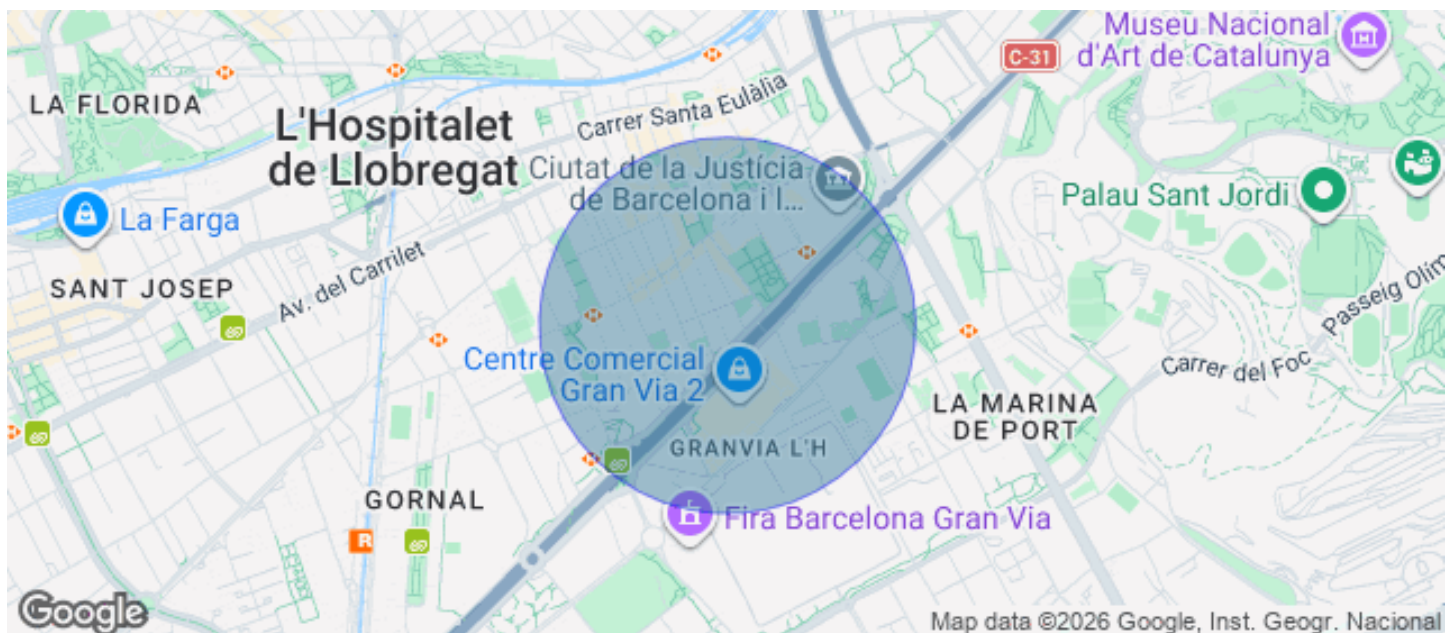 Museu Nacional
d'Art de Catalunya
C-31
LA FLORIDA
L'Hospitalet
de Llobregat
Carrer Santa Eulàlia
Ciutat de la Justícia
de Barcelona i l...
Palau Sant Jordi
La Farga
SANT JOSEP
Av. del Carrilet
Passeig Olím
Centre Comercial
Gran Via 2
Carrer del Foc
LA MARINA
DE PORT
GRANVIA L'H
GORNAL
Fira Barcelona Gran Via
R
Google
Map data ©2026 Google, Inst. Geogr. Nacional